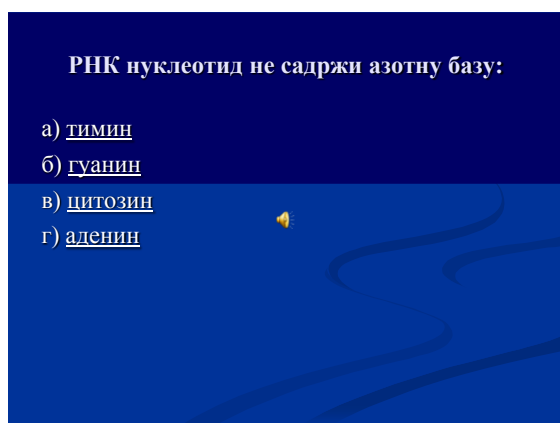 РНК нуклеотид не садржи азотну базу:
а) тимин
б) гуанин
в) цитозин
г) аденин